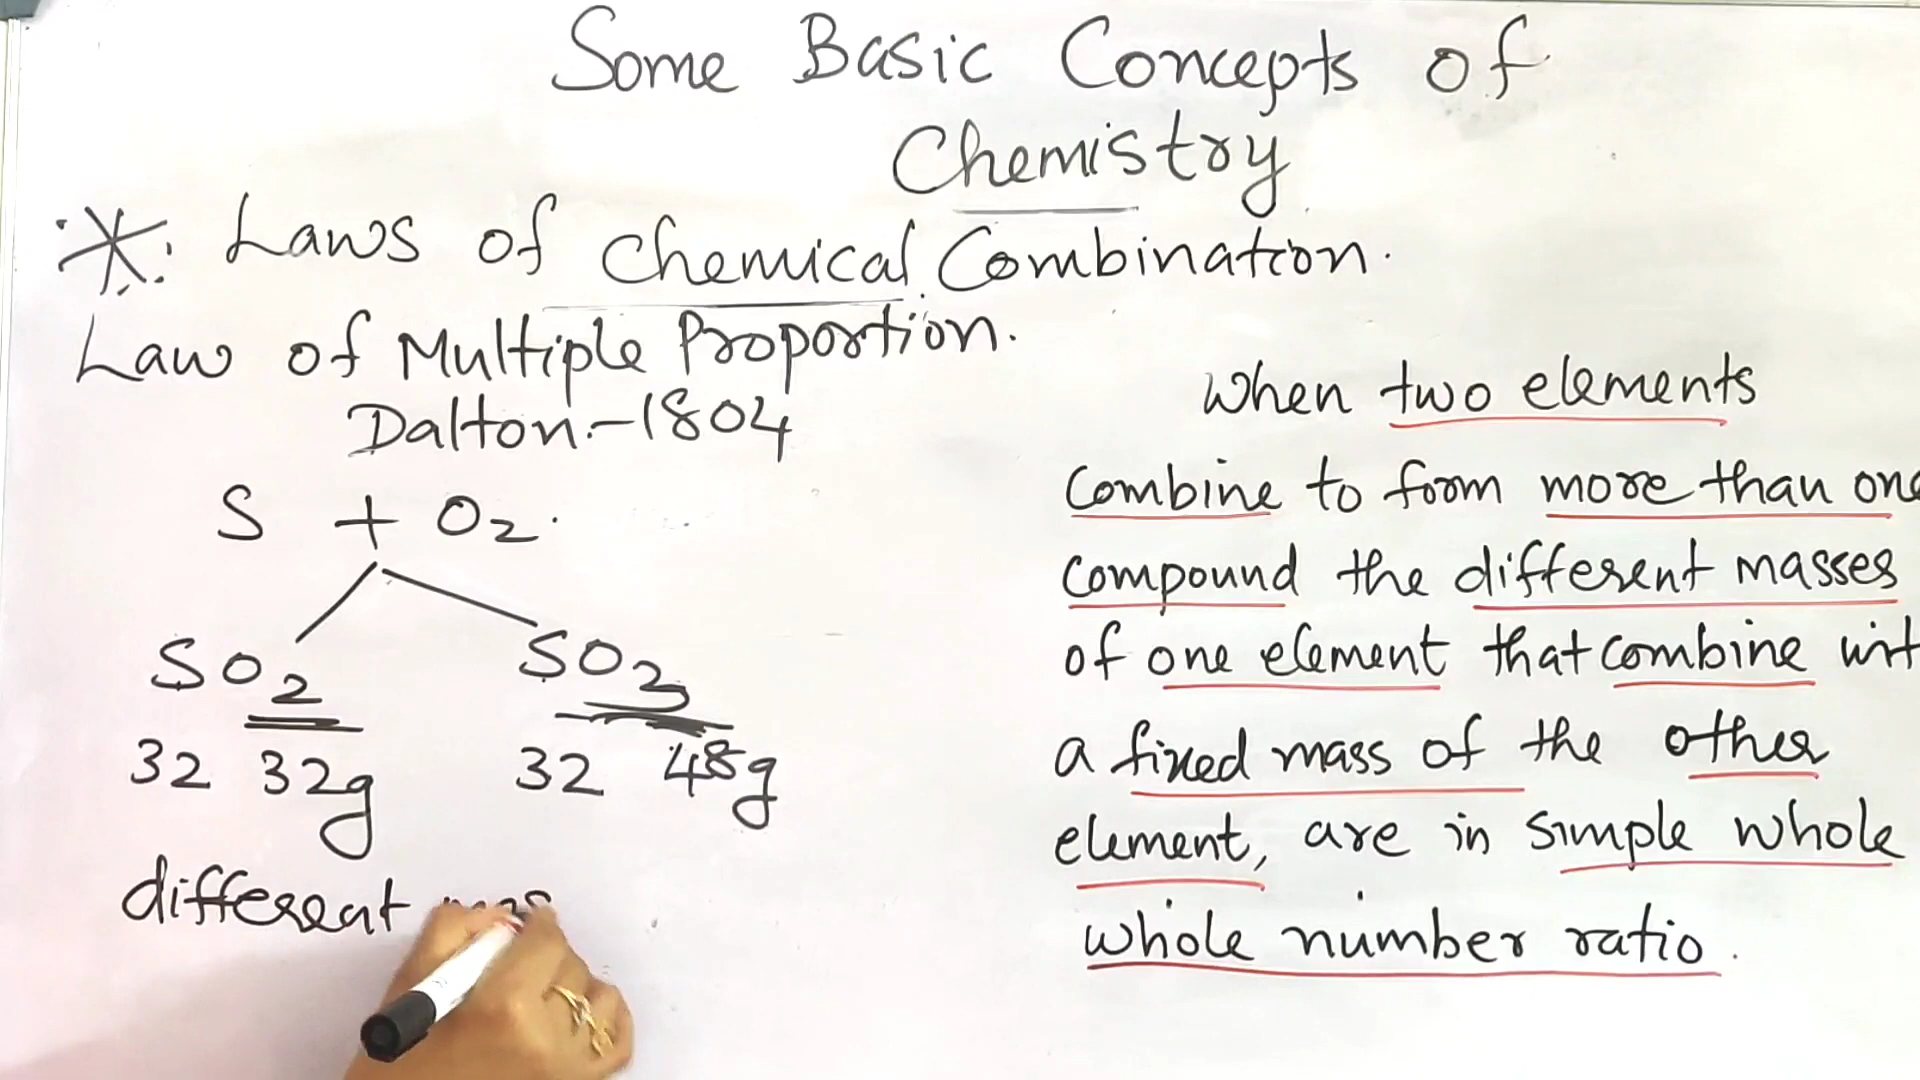 Some Basic Concepts of
Chemistry
Laws of Chemical Combination.
Law of Multiple Proportion.
Dalton.-1804
S + O2
SO2 SO3
32 32g 32 48g
different
When two elements
Combine to form more than one
compound the different masses
of one element that combine
a fixed mass of the other
element, are in simple whole
whole number ratio.